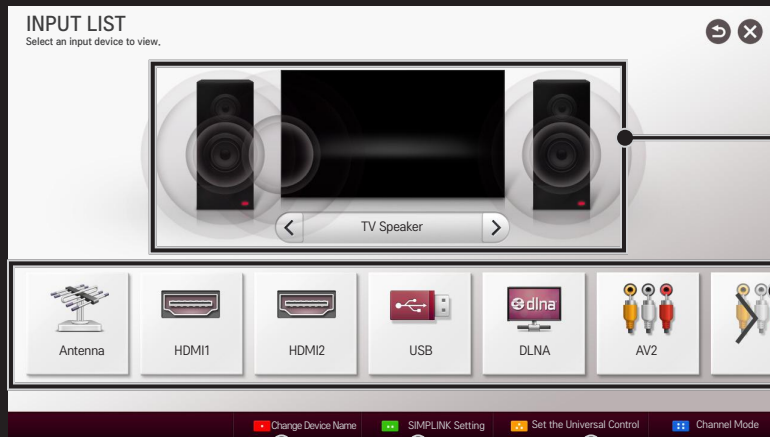 INPUT LIST
Select an input device to view.
TV Speaker
dlna
Antenna
HDMI1
HDMI2
USB
DLNA
AV2
Change Device Name
SIMPLINK Setting
Set the Universal Control
Channel Mode